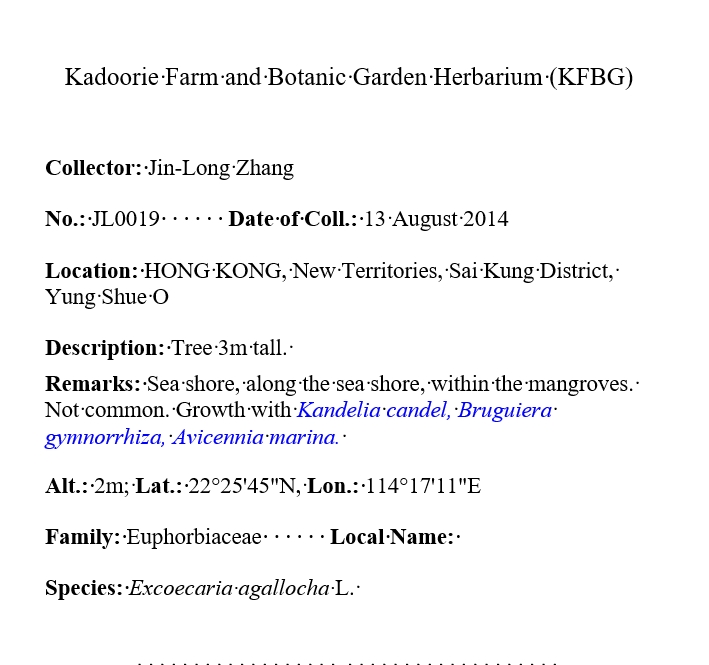 Kadoorie·Farm·and·Botanic·Garden·Herbarium·(KFBG)
Collector:·Jin-Long·Zhang
No.:·JL0019······Date·of·Coll.:·13·August·2014
Location:·HONG·KONG,·New·Territories,·Sai·Kung·District,·
Yung·Shue·O
Description:·Tree·3m·tall.·
Remarks:·Sea·shore,·along·the·sea·shore,·within·the·mangroves.·
Not·common.·Growth·with·Kandelia·candel,·Bruguiera·
gymnorrhiza,·Avicennia·marina.·
Alt.:·2m;·Lat.:·22°25'45"N,·Lon.:·114°17'11"E
Family:·Euphorbiaceae······Local·Name:·
Species:·Excoecaria·agallocha·L.·